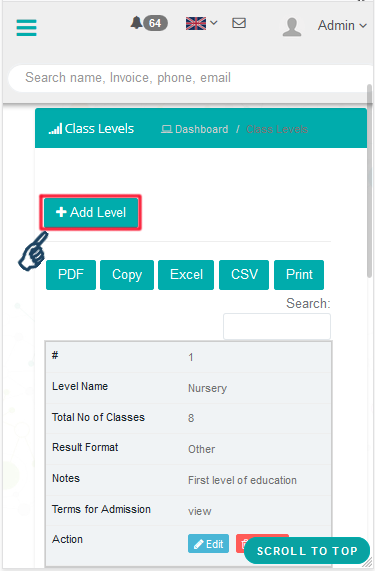 64
Admin
Search name, Invoice, phone, email
Class Levels
Dashboard / Class Levels
+ Add Level
PDF
Copy
Excel
CSV
Print
Search:
# 1
Level Name Nursery
Total No of Classes 8
Result Format Other
Notes First level of education
Terms for Admission view
Action Edit
SCROLL TO TOP